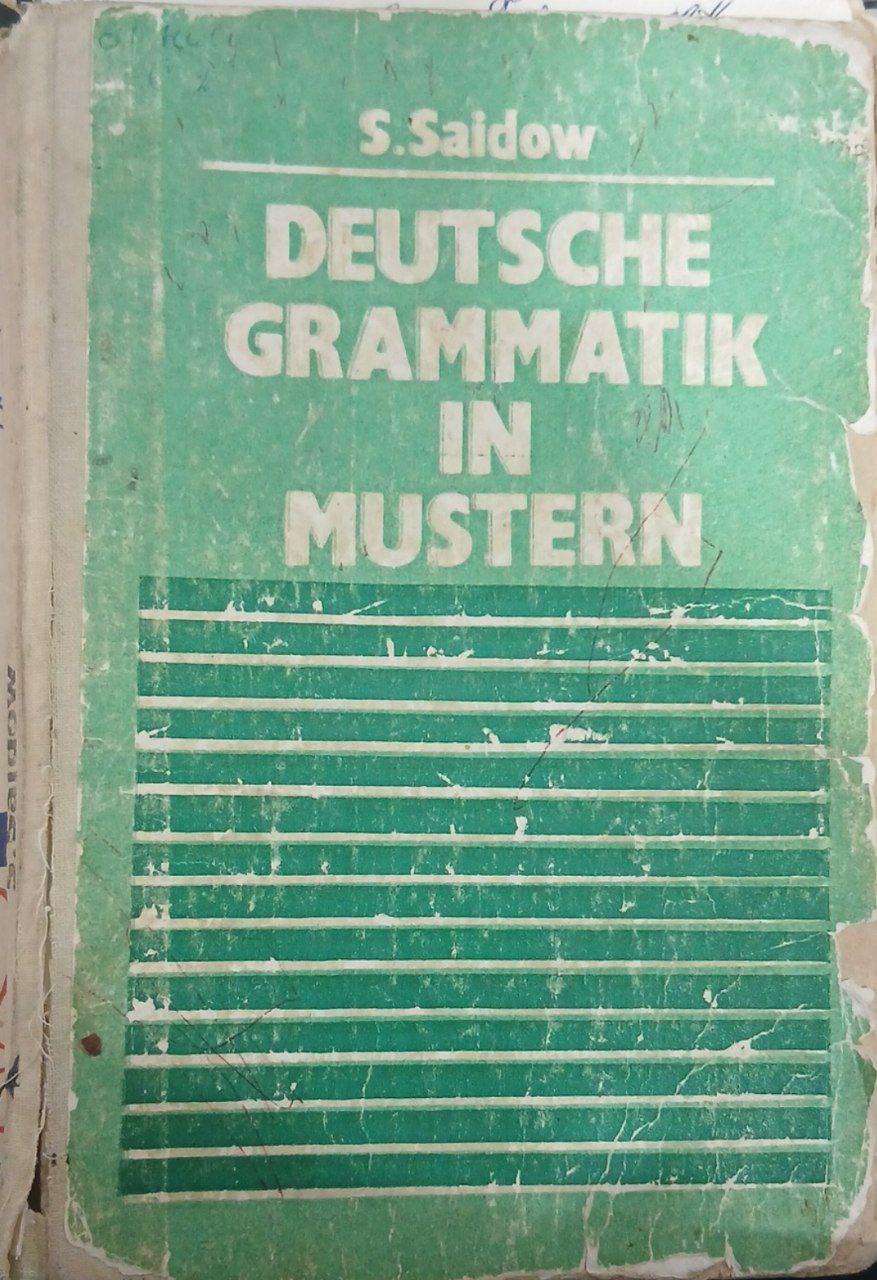 S.Saidow
DEUTSCHE
GRAMMATIK
IN
MUSTERN